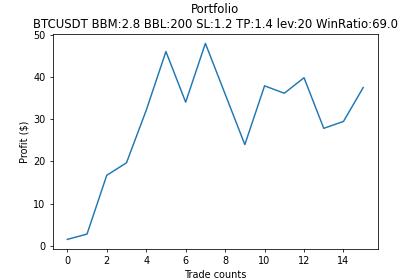 Portfolio
BTCUSDT BBM:2.8 BBL:200 SL:1.2 TP:1.4 lev:20 WinRatio:69.0
50
40
30
20
10
0
Profit ($)
0 2 4 6 8 10 12 14
Trade counts